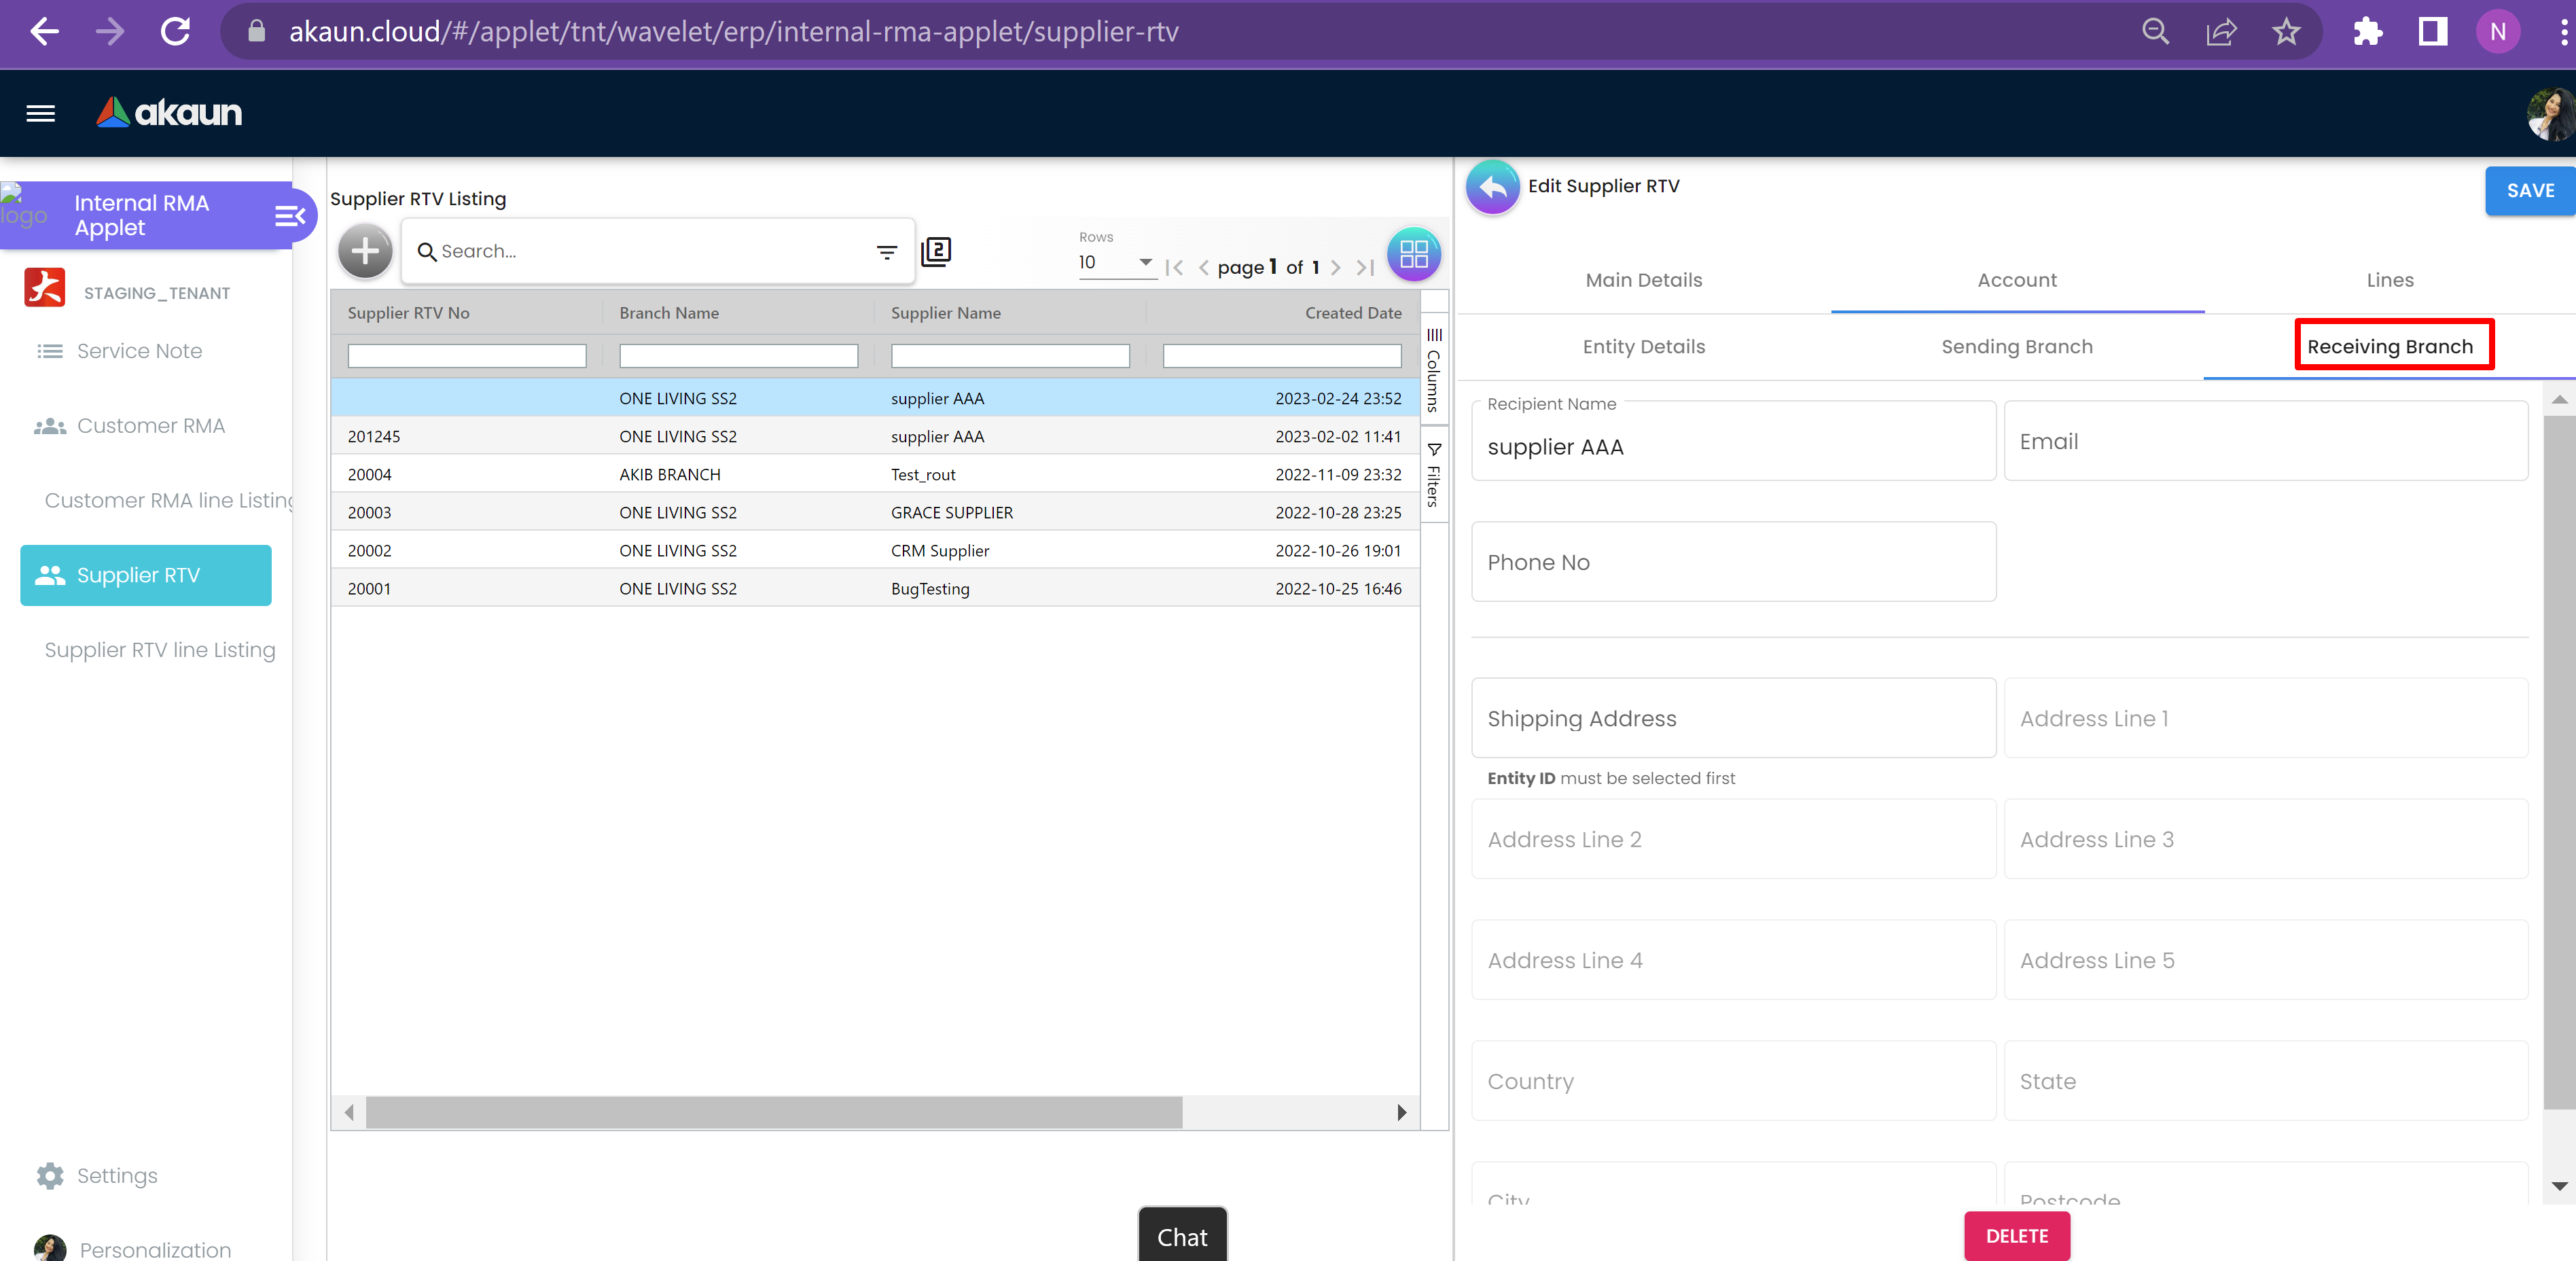 akaun.cloud/#/applet/tnt/wavelet/erp/internal-rma-applet/supplier-rtv
N
akaun
logo
Internal RMA
Applet
STAGING_TENANT
Service Note
Customer RMA
Customer RMA line Listing
Supplier RTV
Supplier RTV line Listing
Settings
Personalization
Supplier RTV Listing
Search...
2
Rows
10
page 1 of 1
Supplier RTV No Branch Name Supplier Name Created Date
ONE LIVING SS2 supplier AAA 2023-02-24 23:52
201245 ONE LIVING SS2 supplier AAA 2023-02-02 11:41
20004 AKIB BRANCH Test_rout 2022-11-09 23:32
20003 ONE LIVING SS2 GRACE SUPPLIER 2022-10-28 23:25
20002 ONE LIVING SS2 CRM Supplier 2022-10-26 19:01
20001 ONE LIVING SS2 BugTesting 2022-10-25 16:46
Columns
Filters
Chat
Edit Supplier RTV
SAVE
Main Details Account Lines
Entity Details Sending Branch Receiving Branch
Recipient Name
supplier AAA
Email
Phone No
Shipping Address
Address Line 1
Entity ID must be selected first
Address Line 2
Address Line 3
Address Line 4
Address Line 5
Country
State
City
Postcode
DELETE